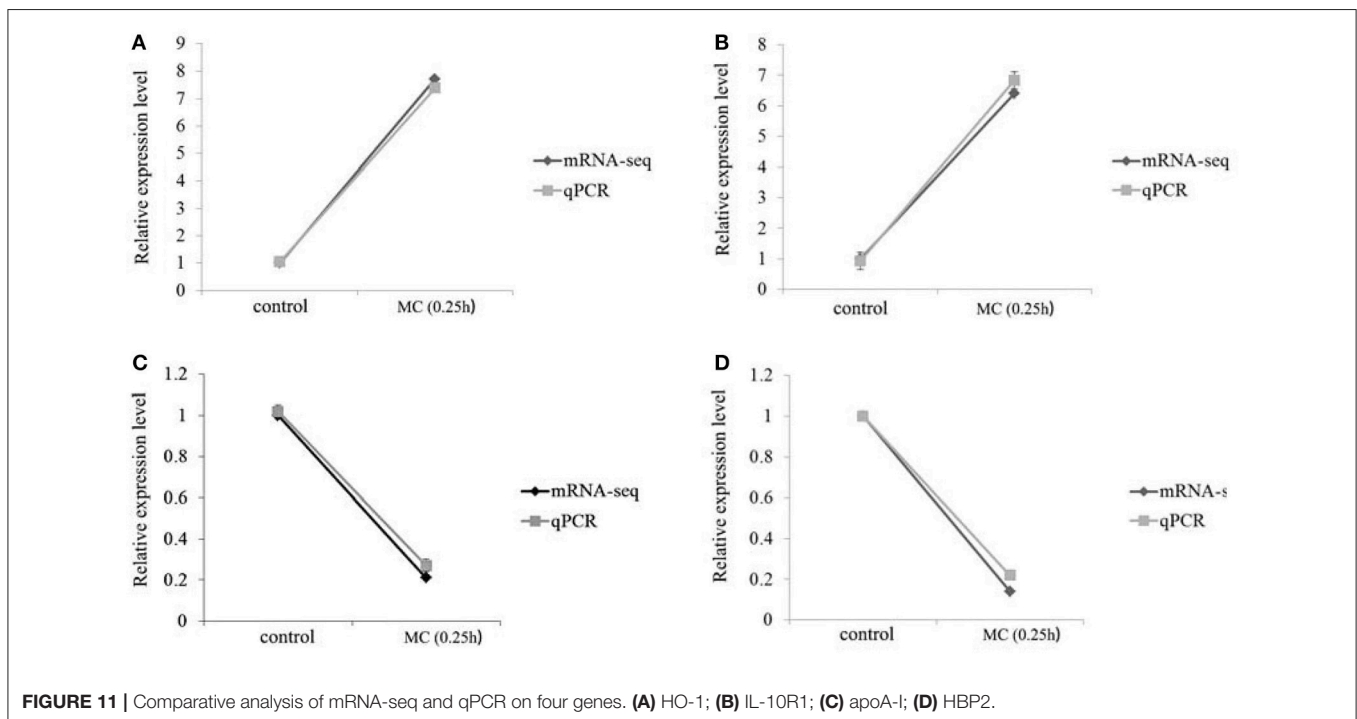 A
Relative expression level
9
8
7
6
5
4
3
2
1
0
control
MC (0.25h)
mRNA-seq
qPCR
B
Relative expression level
8
7
6
5
4
3
2
1
0
control
MC (0.25h)
mRNA-seq
qPCR
C
Relative expression level
1.2
1
0.8
0.6
0.4
0.2
0
control
MC (0.25h)
mRNA-seq
qPCR
D
Relative expression level
1.2
1
0.8
0.6
0.4
0.2
0
control
MC (0.25h)
mRNA-s
qPCR
FIGURE 11 | Comparative analysis of mRNA-seq and qPCR on four genes. (A) HO-1; (B) IL-10R1; (C) apoA-I; (D) HBP2.